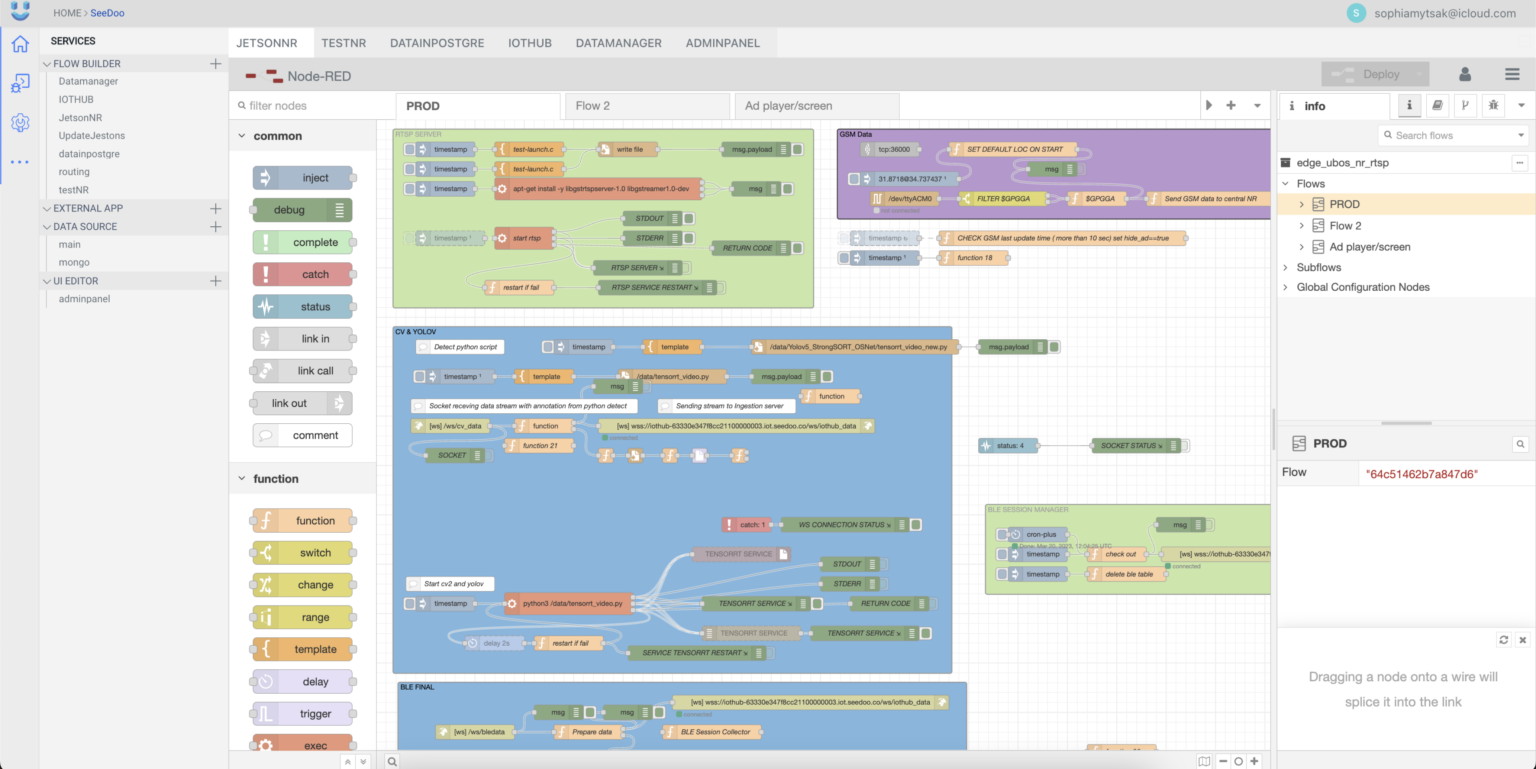 HOME > SeeDoo
S
sophiamytsak@icloud.com
SERVICES
FLOW BUILDER
Datamanager
IOTHUB
JetsonNR
UpdateJestons
datainpostgre
routing
testNR
EXTERNAL APP
DATA SOURCE
main
mongo
UI EDITOR
adminpanel
JETSONNR
TESTNR
DATAINPOSTGRE
IOTHUB
DATAMANAGER
ADMINPANEL
Node-RED
Deploy
filter nodes
common
inject
debug
complete
catch
status
link in
link call
link out
comment
function
function
switch
change
range
template
delay
trigger
exec
PROD
Flow 2
Ad player/screen
RTSP SERVER
timestamp
test-launch.c
write file
msg.payload
timestamp
test-launch.c
timestamp
apt-get install -y libgstrtspserver-1.0 libgstreamer1.0-dev
msg
STDOUT
timestamp ¹
start rtsp
STDERR
RETURN CODE
RTSP SERVER
restart if fail
RTSP SERVICE RESTART
GSM Data
tcp:36000
SET DEFAULT LOC ON START
msg
31.8718@34.737437 ¹
/dev/ttyACM0
FILTER $GPGGA
$GPGGA
Send GSM data to central NR
not connected
timestamp
CHECK GSM last update time ( more than 10 sec) set hide_ad==true
timestamp ¹
function 18
CV & YOLOV
Detect python script
timestamp
template
/data/Yolov5_StrongSORT_OSNet/tensorrt_video_new.py
msg.payload
timestamp ¹
template
/data/tensorrt_video.py
msg.payload
msg
function
Socket receving data stream with annotation from python detect
Sending stream to Ingestion server
[ws] /ws/cv_data
function
[ws] wss://iothub-63330e347f8cc21100000003.iot.seedoo.co/ws/iothub_data
connected
function 21
SOCKET
status: 4
SOCKET STATUS
catch: 1
WS CONNECTION STATUS
TENSORRT SERVICE
STDOUT
Start cv2 and yolov
STDERR
timestamp
python3 /data/tensorrt_video.py
TENSORRT SERVICE
RETURN CODE
TENSORRT SERVICE
TENSORRT SERVICE
delay 2s
restart if fail
SERVICE TENSORRT RESTART
BLE SESSION MANAGER
msg
cron-plus
timestamp
check out
[ws] wss://iothub-63330e347f
connected
timestamp
delete ble table
BLE FINAL
[ws] wss://iothub-63330e347f8cc21100000003.iot.seedoo.co/ws/iothub_data
msg
msg
connected
[ws] /ws/bledata
Prepare data
BLE Session Collector
i info
Search flows
edge_ubos_nr_rtsp
Flows
PROD
Flow 2
Ad player/screen
Subflows
Global Configuration Nodes
PROD
Flow
"64c51462b7a847d6"
Dragging a node onto a wire will
splice it into the link